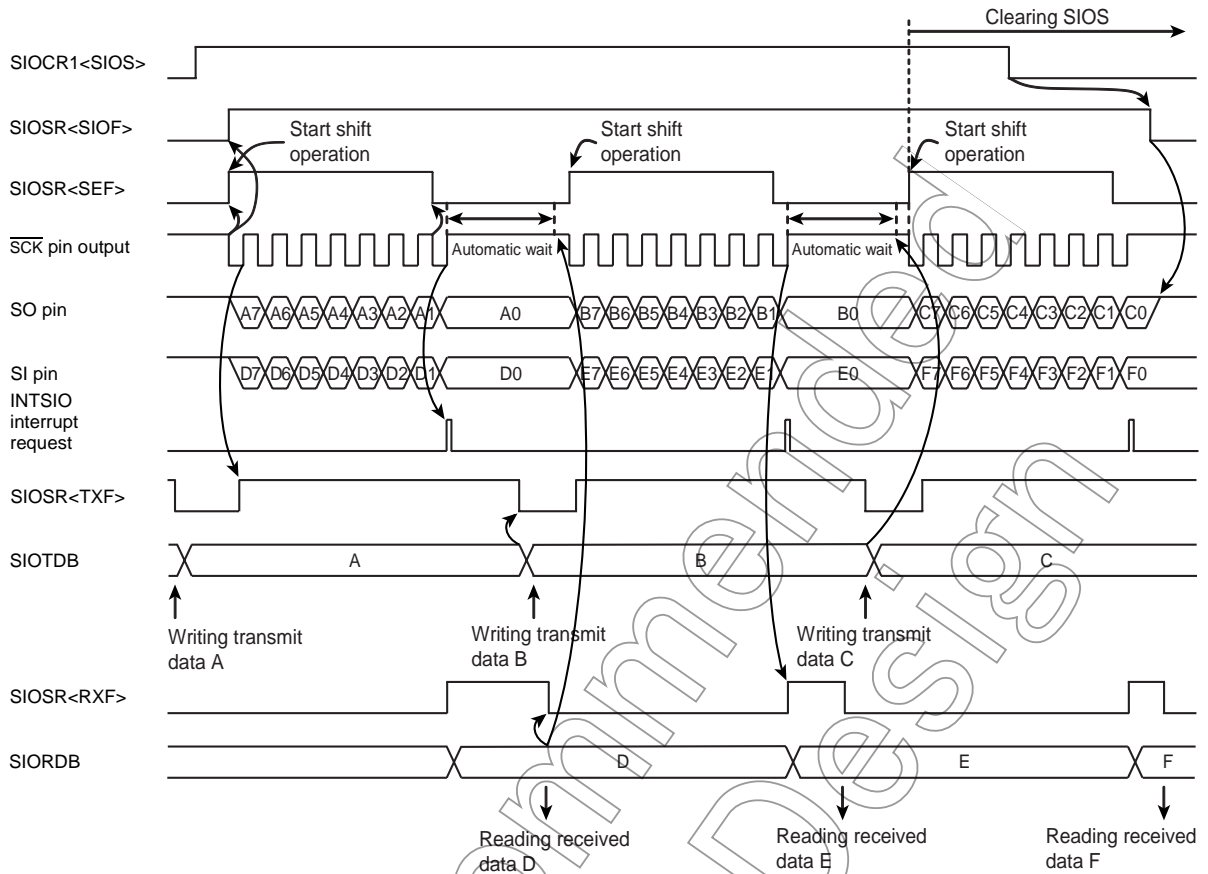 Clearing SIOS
SIOCR1<SIOS>
SIOSR<SIOF>
Start shift
operation
Start shift
operation
Start shift
operation
SIOSR<SEF>
SCK pin output
Automatic wait
Automatic wait
SO pin
A7 A6 A5 A4 A3 A2 A1 A0 B7 B6 B5 B4 B3 B2 B1 B0 C7 C6 C5 C4 C3 C2 C1 C0
SI pin
D7 D6 D5 D4 D3 D2 D1 D0 E7 E6 E5 E4 E3 E2 E1 E0 F7 F6 F5 F4 F3 F2 F1 F0
INTSIO
interrupt
request
SIOSR<TXF>
SIOTDB
A B C
Writing transmit
data A
Writing transmit
data B
Writing transmit
data C
SIOSR<RXF>
SIORDB
D E F
Reading received
data D
Reading received
data E
Reading received
data F
ommended
Design